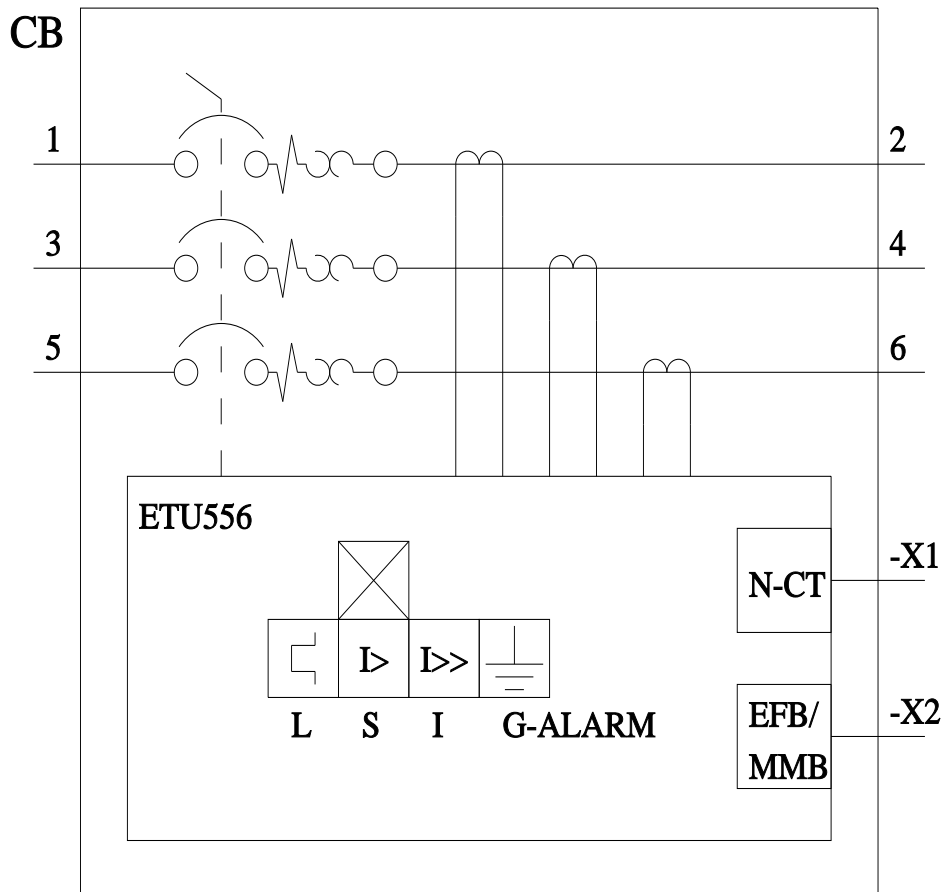 CB
1
2
3
4
5
6
ETU556
N-CT
-X1
I>
I>>
L
S
I
G-ALARM
EFB/
MMB
-X2